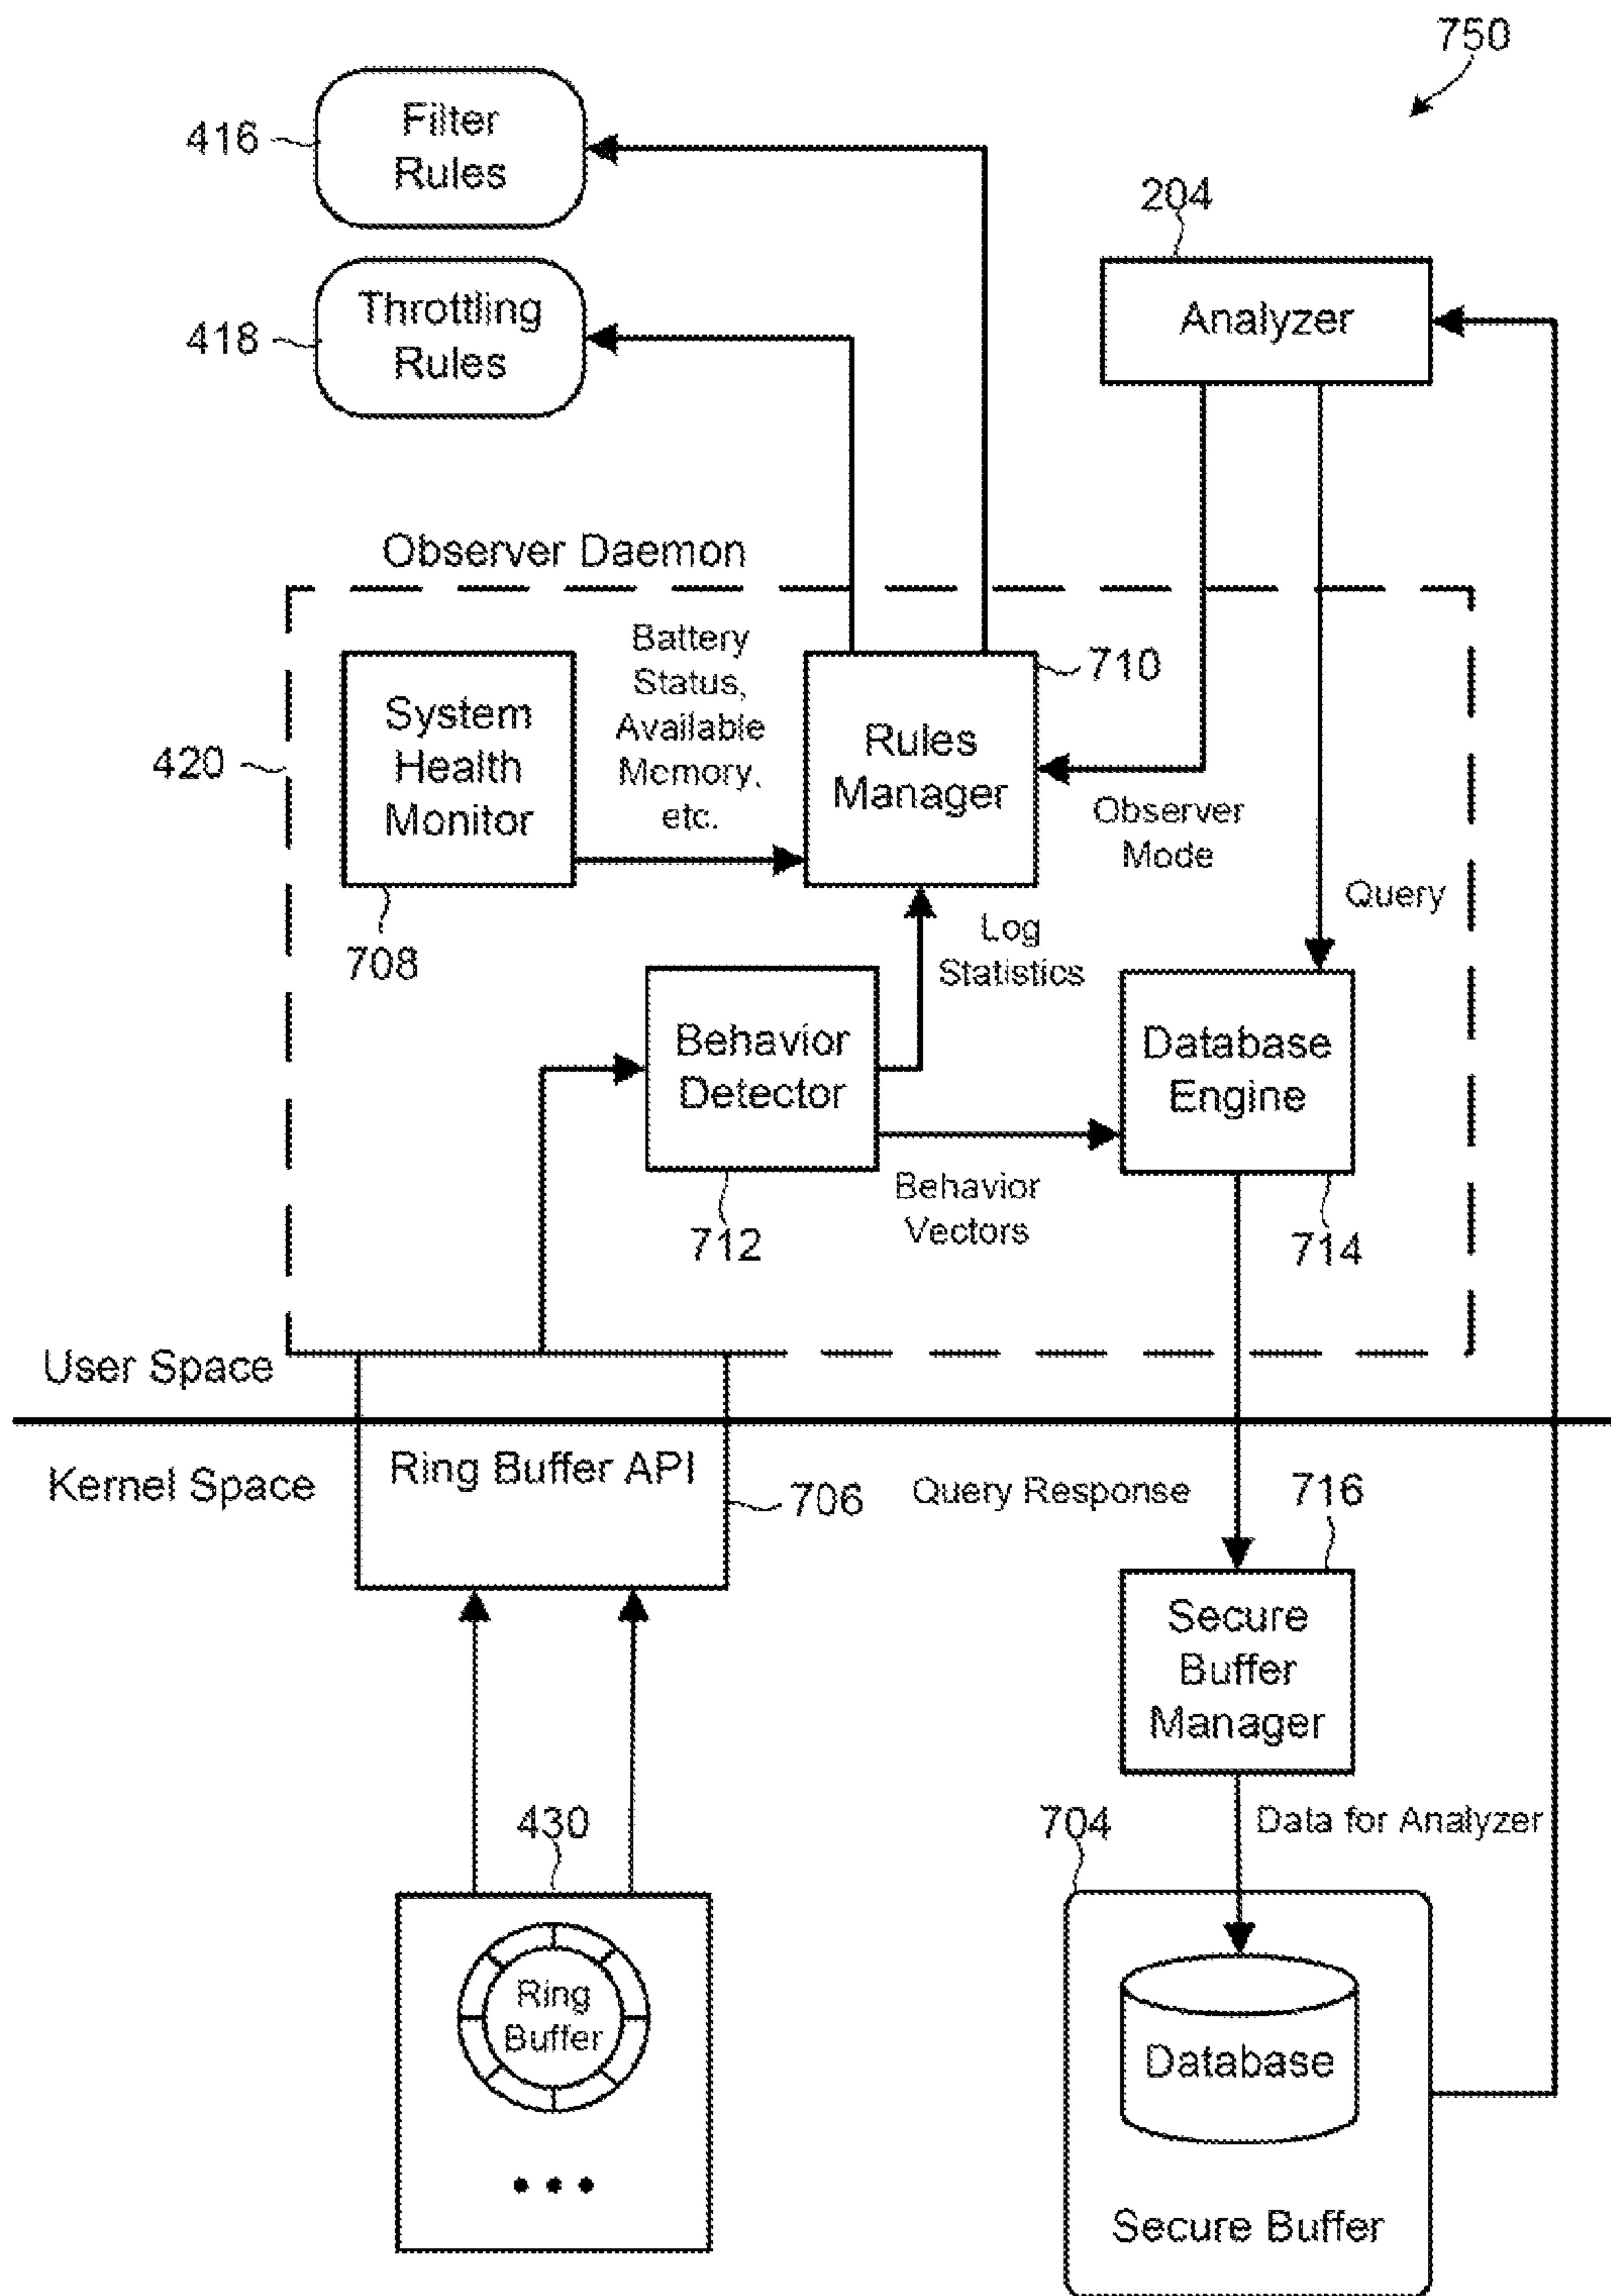 750
416
Filter
Rules
204
418
Throttling
Rules
Analyzer
Observer Daemon
420
System
Health
Monitor
708
Battery
Status,
Available
Memory,
etc.
Rules
Manager
710
Observer
Mode
Query
Log
Statistics
Behavior
Detector
712
Behavior
Vectors
Database
Engine
714
User Space
Kernel Space
Ring Buffer API
706
Query Response
716
Secure
Buffer
Manager
430
704
Data for Analyzer
Ring
Buffer
Database
Secure Buffer